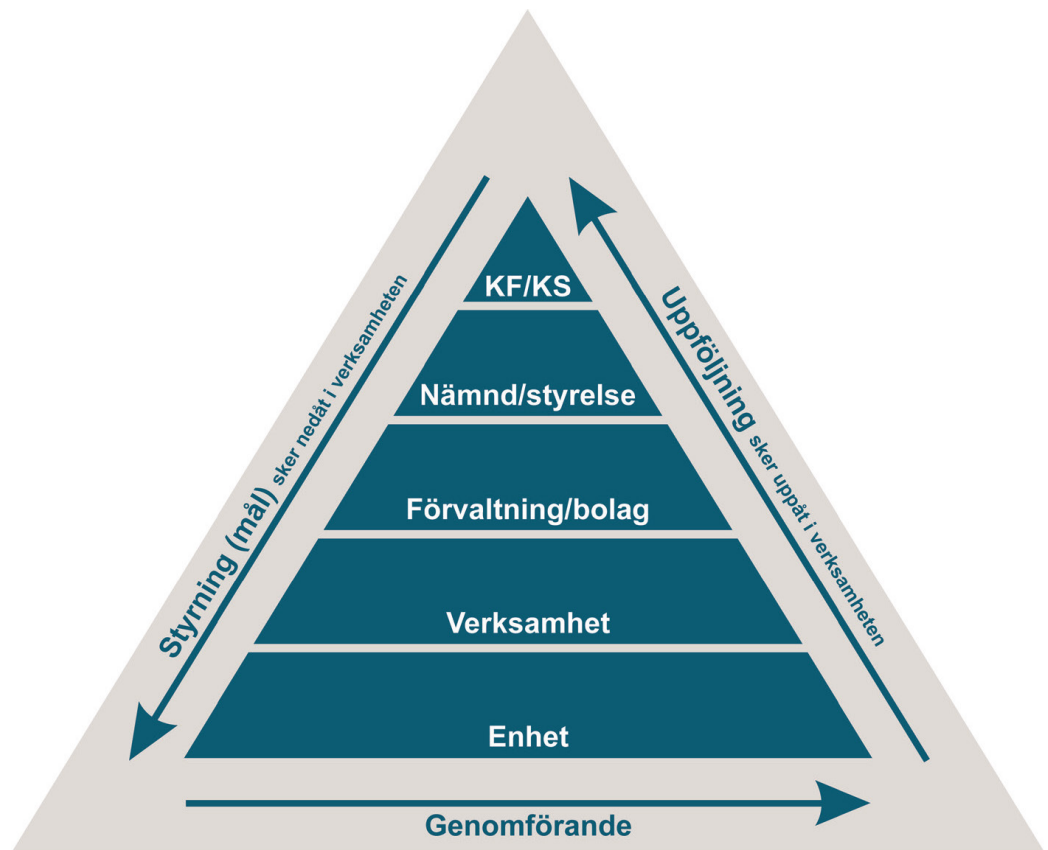 KF/KS
Nämnd/styrelse
Förvaltning/bolag
Verksamhet
Enhet
Styrning (mål) sker nedåt i verksamheten
Uppföljning sker uppåt i verksamheten
Genomförande